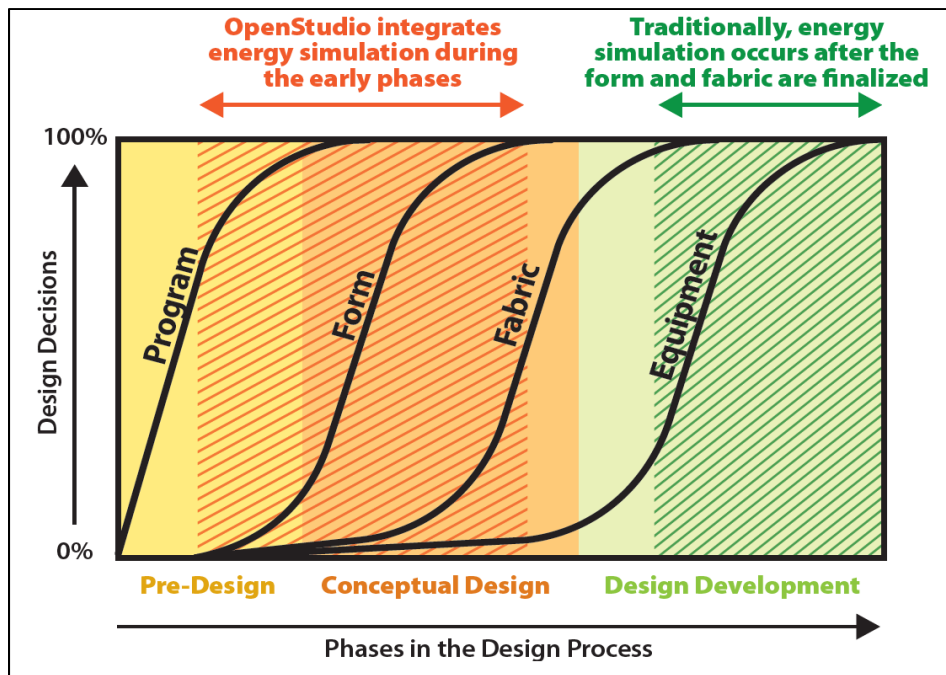 OpenStudio integrates
energy simulation during
the early phases
Traditionally, energy
simulation occurs after the
form and fabric are finalized
100%
Design Decisions
0%
Program
Form
Fabric
Equipment
Pre-Design
Conceptual Design
Design Development
Phases in the Design Process